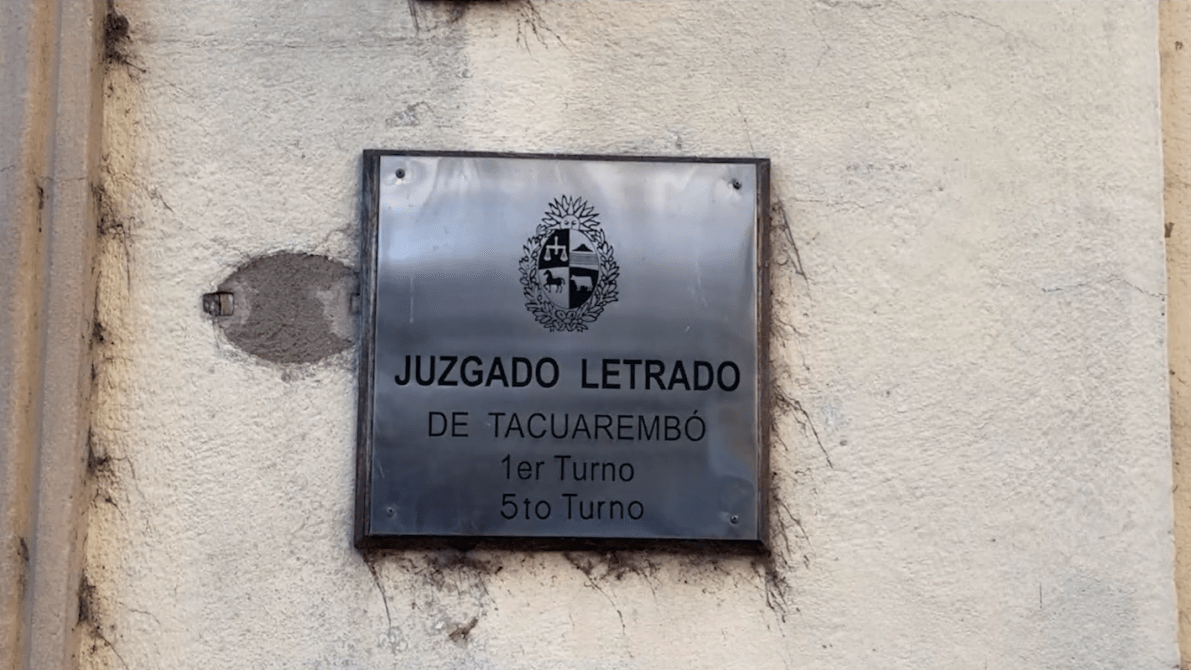 JUZGADO LETRADO
DE TACUAREMBÓ
1er Turno
5to Turno